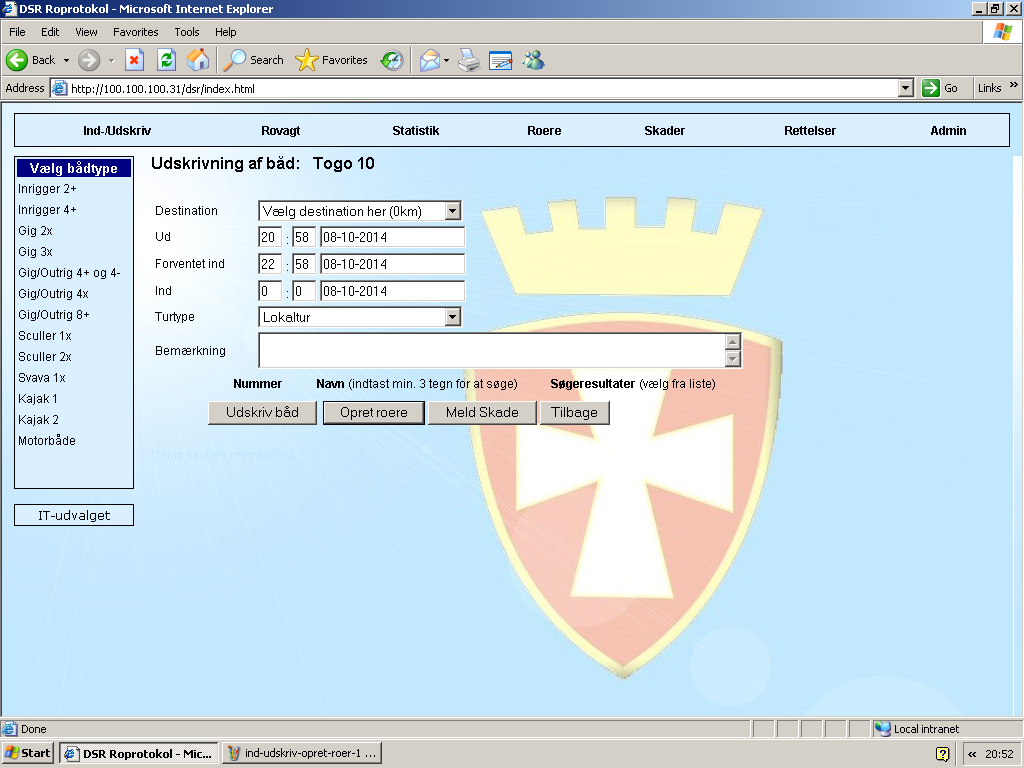 DSR Roprotokol - Microsoft Internet Explorer
File Edit View Favorites Tools Help
Back Search Favorites
Address http://100.100.100.31/dsr/index.html Go Links »
Ind-/Udskriv Rovagt Statistik Roere Skader Rettelser Admin
Vælg bådtype
Inrigger 2+
Inrigger 4+
Gig 2x
Gig 3x
Gig/Outrig 4+ og 4-
Gig/Outrig 4x
Gig/Outrig 8+
Sculler 1x
Sculler 2x
Svava 1x
Kajak 1
Kajak 2
Motorbåde
IT-udvalget
Udskrivning af båd: Togo 10
Destination Vælg destination her (0km)
Ud 20 : 58 08-10-2014
Forventet ind 22 : 58 08-10-2014
Ind 0 : 0 08-10-2014
Turtype Lokaltur
Bemærkning
Nummer Navn (indtast min. 3 tegn for at søge) Søgeresultater (vælg fra liste)
Udskriv båd Opret roere Meld Skade Tilbage
Done Local intranet
Start DSR Roprotokol - Mic... ind-udskriv-opret-roer-1 ... « 20:52